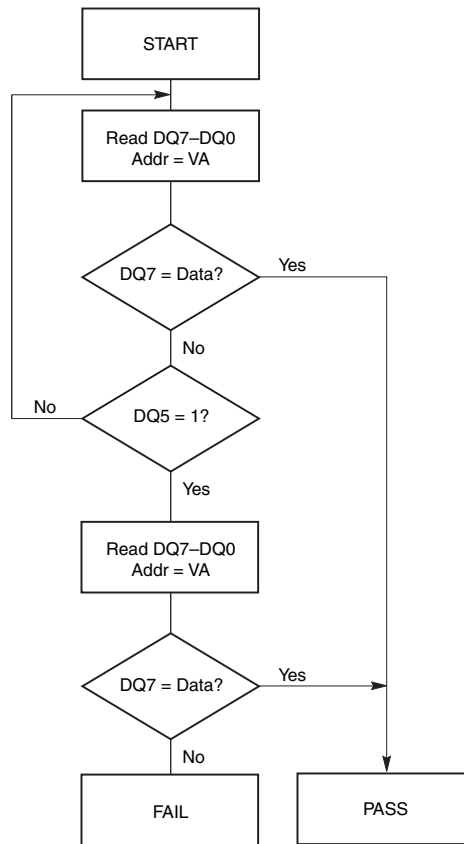 START
Read DQ7–DQ0
Addr = VA
DQ7 = Data?
Yes
No
DQ5 = 1?
No
Yes
Read DQ7–DQ0
Addr = VA
DQ7 = Data?
Yes
No
FAIL
PASS